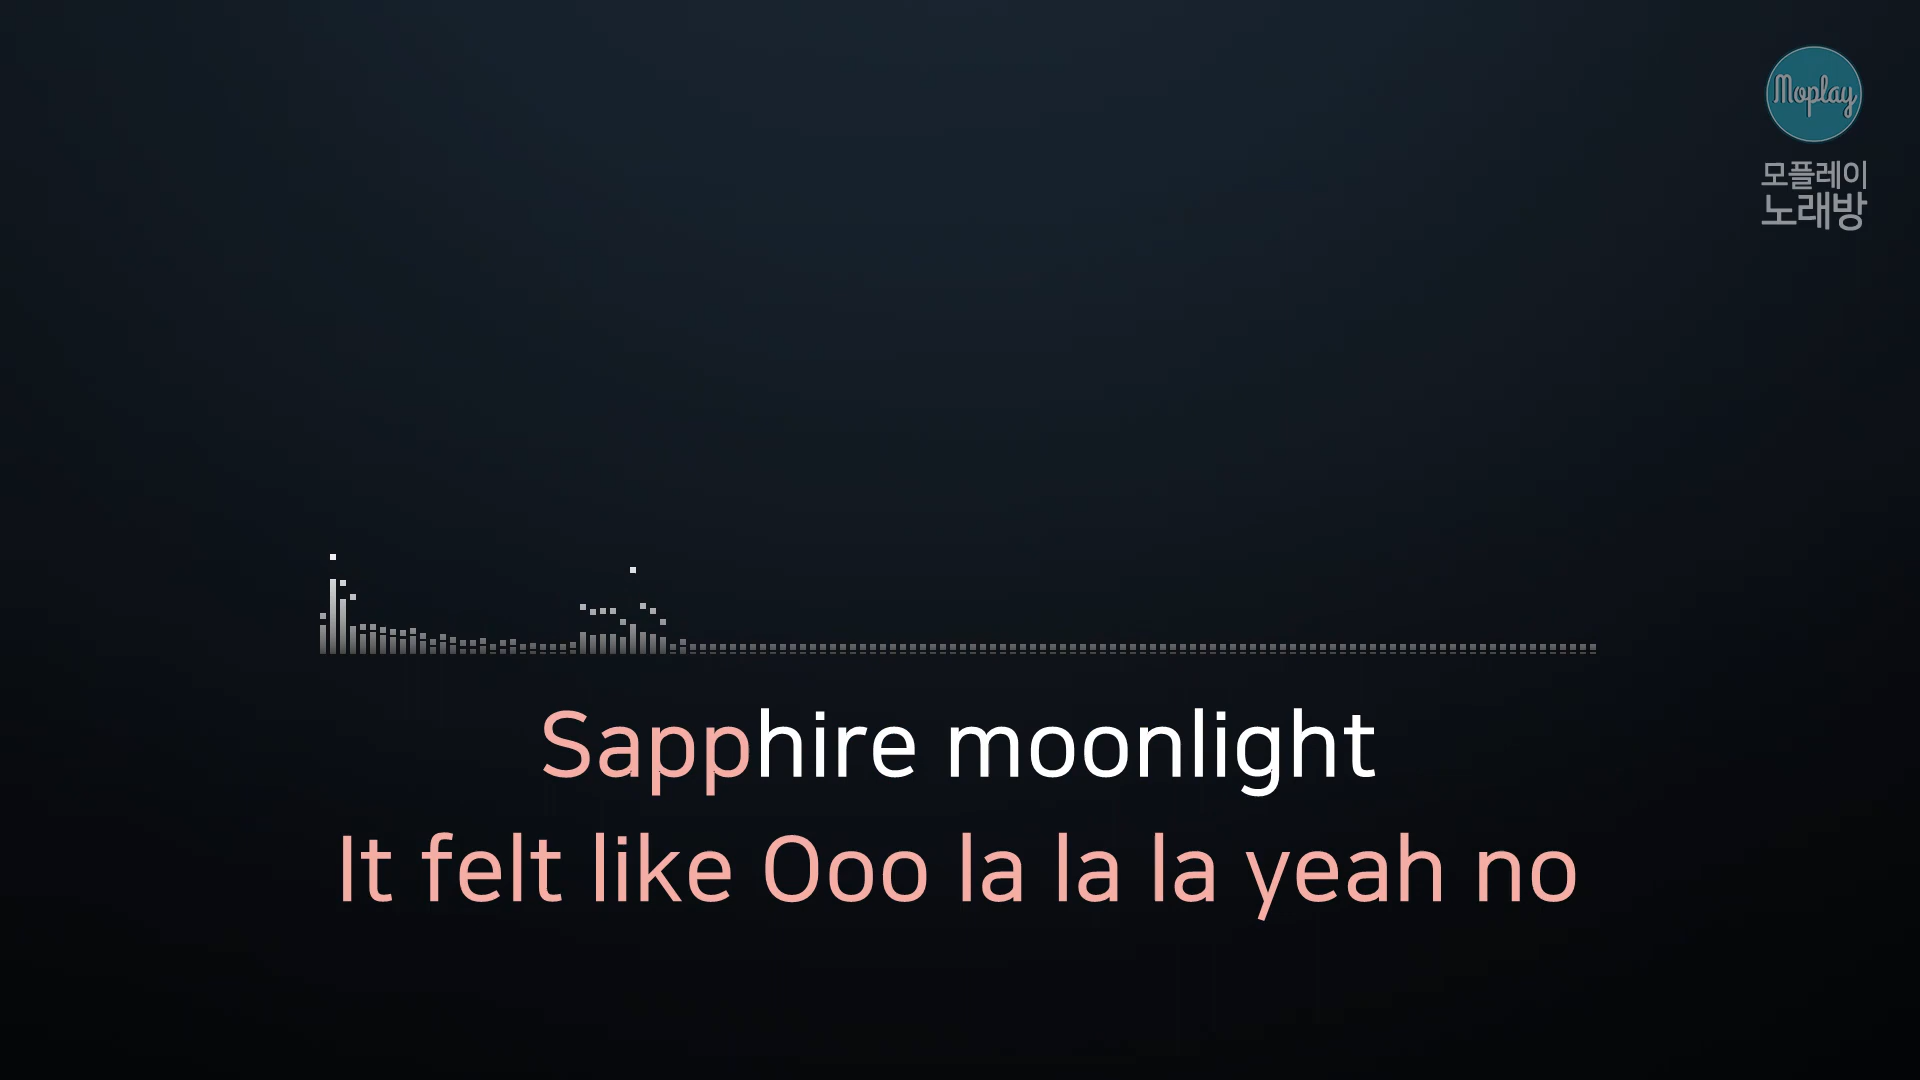 Moplay
모플레이
노래방
Sapphire moonlight
It felt like Ooo la la la yeah no